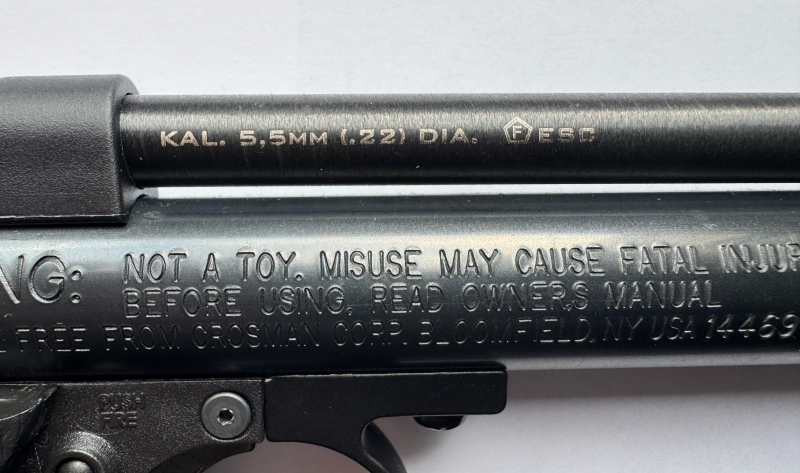 KAL. 5,5MM (.22) DIA. F ESC
NG: NOT A TOY. MISUSE MAY CAUSE FATAL INJUR
BEFORE USING, READ OWNER,S MANUAL
FREE FROM CROSMAN CORP. BLOOMFIELD, NY USA 14469
PUSH
FIRE